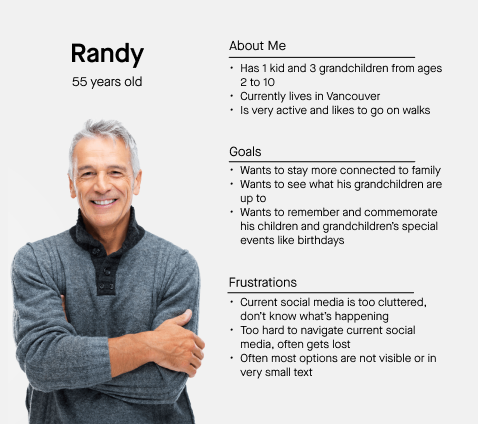 Randy
55 years old
About Me
• Has 1 kid and 3 grandchildren from ages
2 to 10
• Currently lives in Vancouver
• Is very active and likes to go on walks
Goals
• Wants to stay more connected to family
• Wants to see what his grandchildren are
up to
• Wants to remember and commemorate
his children and grandchildren's special
events like birthdays
Frustrations
• Current social media is too cluttered,
don't know what's happening
• Too hard to navigate current social
media, often gets lost
• Often most options are not visible or in
very small text